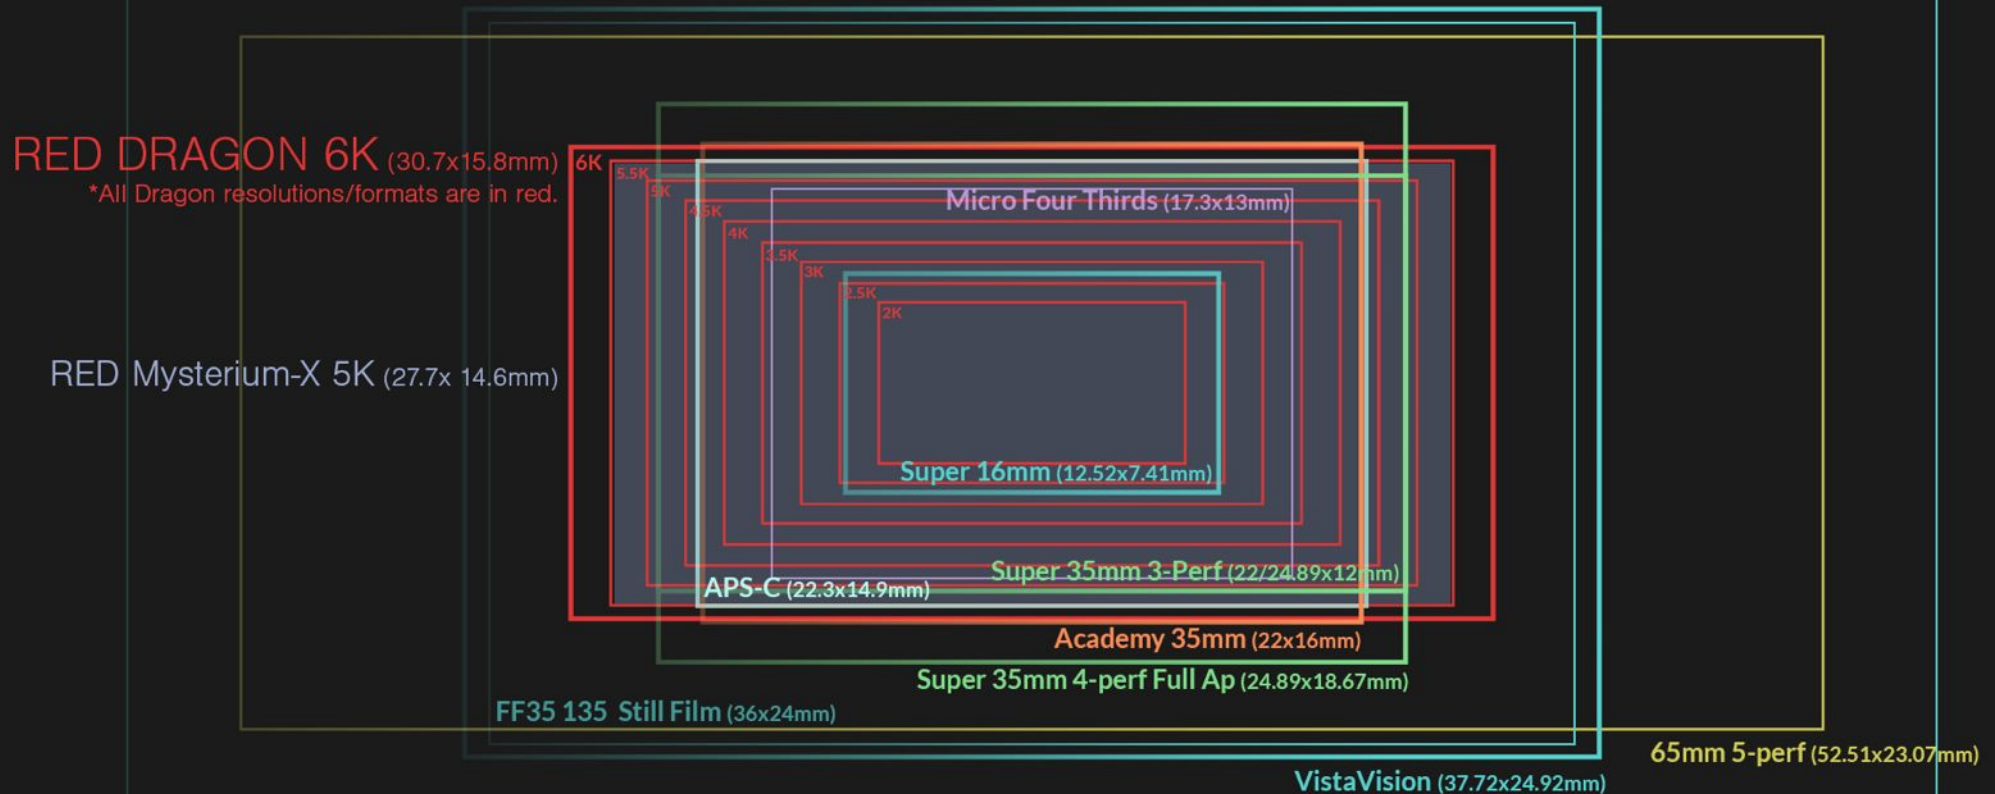 RED DRAGON 6K (30.7x15.8mm)
*All Dragon resolutions/formats are in red.
6K
5.5K
5K
4.5K
4K
3.5K
3K
2.5K
2K
Micro Four Thirds (17.3x13mm)
RED Mysterium-X 5K (27.7x 14.6mm)
Super 16mm (12.52x7.41mm)
Super 35mm 3-Perf (22/24.89x12mm)
APS-C (22.3x14.9mm)
Academy 35mm (22x16mm)
Super 35mm 4-perf Full Ap (24.89x18.67mm)
FF35 135 Still Film (36x24mm)
65mm 5-perf (52.51x23.07mm)
VistaVision (37.72x24.92mm)